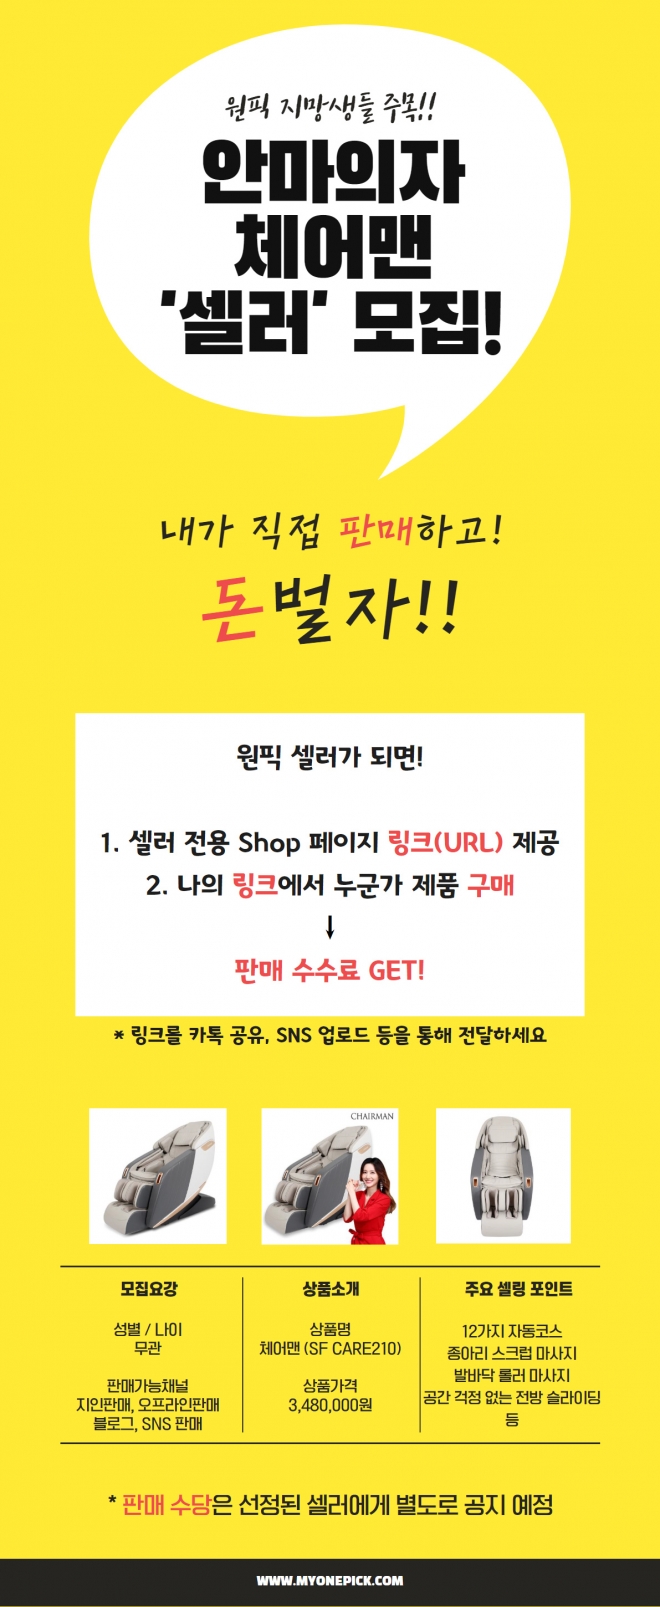 원픽 지망생들 주목!!
안마의자
체어맨
'셀러' 모집!
내가 직접 판매하고!
돈벌자!!
원픽 셀러가 되면!
1. 셀러 전용 Shop 페이지 링크(URL) 제공
2. 나의 링크에서 누군가 제품 구매
↓
판매 수수료 GET!
* 링크를 카톡 공유, SNS 업로드 등을 통해 전달하세요
CHAIRMAN
모집요강
성별 / 나이
무관
판매가능채널
지인판매, 오프라인판매
블로그, SNS 판매
상품소개
상품명
체어맨 (SF CARE210)
상품가격
3,480,000원
주요 셀링 포인트
12가지 자동코스
종아리 스크럽 마사지
발바닥 롤러 마사지
공간 걱정 없는 전방 슬라이딩
등
* 판매 수당은 선정된 셀러에게 별도로 공지 예정
WWW.MYONEPICK.COM